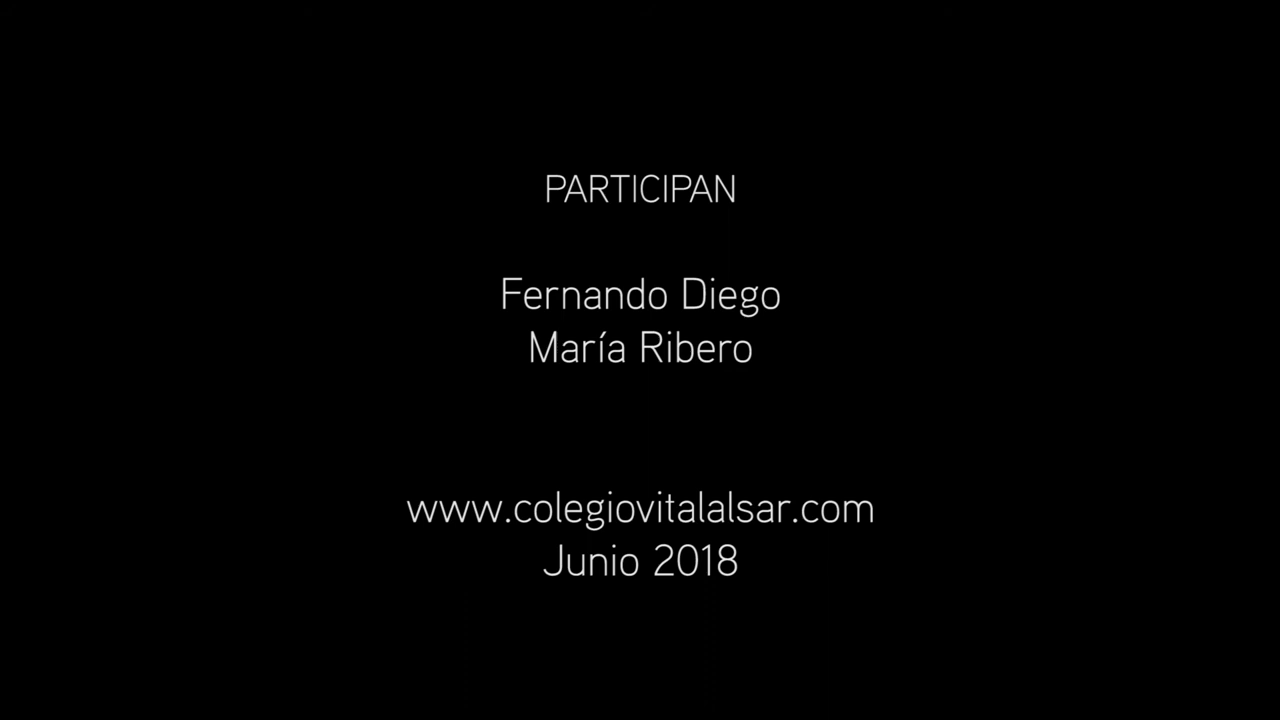 PARTICIPAN
Fernando Diego
María Ribero
www.colegiovitalalsar.com
Junio 2018